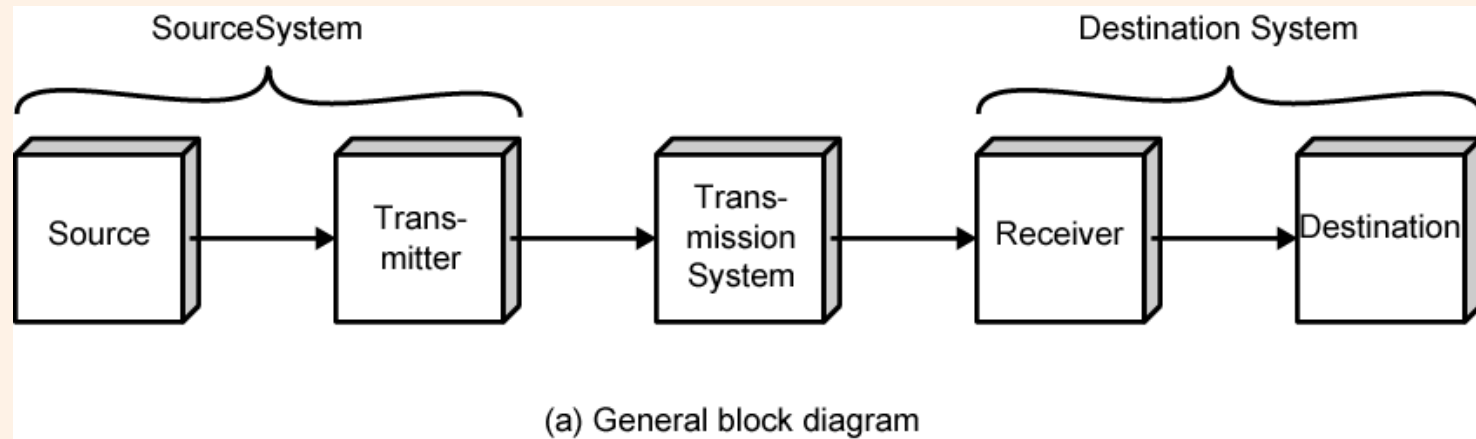 SourceSystem
Destination System
Source
Trans-
mitter
Trans-
mission
System
Receiver
Destination
(a) General block diagram